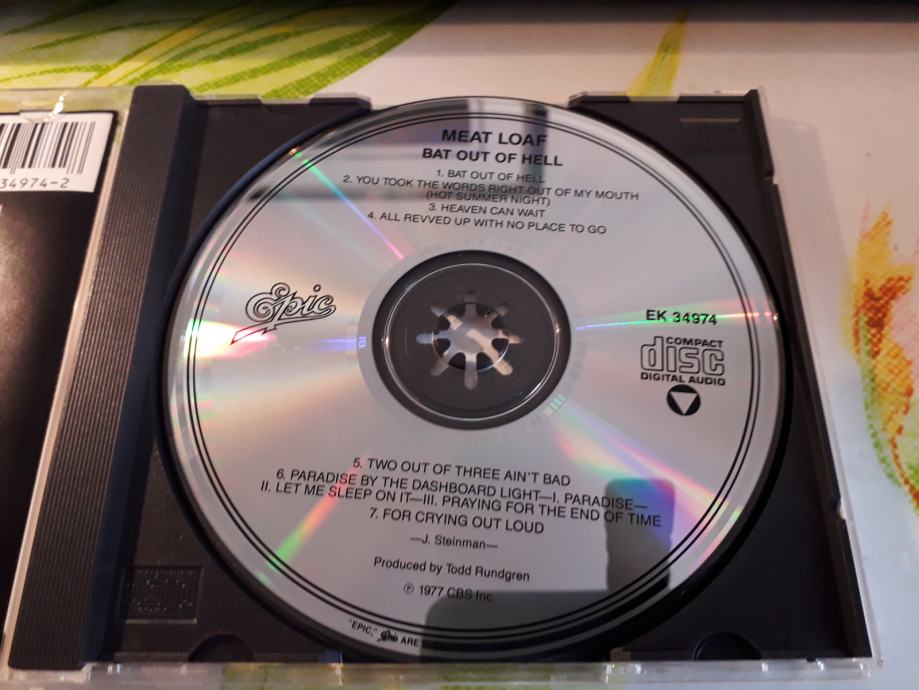 34974-2
MEAT LOAF
BAT OUT OF HELL
1. BAT OUT OF HELL
2. YOU TOOK THE WORDS RIGHT OUT OF MY MOUTH
(HOT SUMMER NIGHT)
3. HEAVEN CAN WAIT
4. ALL REVVED UP WITH NO PLACE TO GO
Epic
EK 34974
COMPACT
disc
DIGITAL AUDIO
5. TWO OUT OF THREE AIN'T BAD
6. PARADISE BY THE DASHBOARD LIGHT—I. PARADISE—
II. LET ME SLEEP ON IT—III. PRAYING FOR THE END OF TIME
7. FOR CRYING OUT LOUD
—J. Steinman—
Produced by Todd Rundgren
℗ 1977 CBS Inc.
"EPIC," Epic ARE